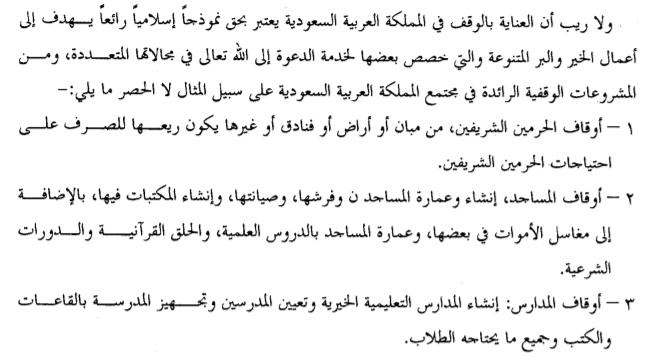 ولا ريب أن العناية بالوقف في المملكة العربية السعودية يعتبر بحق نموذجاً إسلامياً رائعاً يهدف إلى
أعمال الخير والبر المتنوعة والتي خصص بعضها لخدمة الدعوة إلى الله تعالى في مجالاتها المتعددة، ومن
المشروعات الوقفية الرائدة في مجتمع المملكة العربية السعودية على سبيل المثال لا الحصر ما يلي:-
١ – أوقاف الحرمين الشريفين، من مبان أو أراض أو فنادق أو غيرها يكون ريعها للصرف على
احتياجات الحرمين الشريفين.
٢ – أوقاف المساجد، إنشاء وعمارة المساجد ن وفرشها، وصيانتها، وإنشاء المكتبات فيها، بالإضافة
إلى مغاسل الأموات في بعضها، وعمارة المساجد بالدروس العلمية، والحلق القرآنية والدورات
الشرعية.
٣ – أوقاف المدارس: إنشاء المدارس التعليمية الخيرية وتعيين المدرسين وتجهيز المدرسة بالقاعات
والكتب وجميع ما يحتاجه الطلاب.